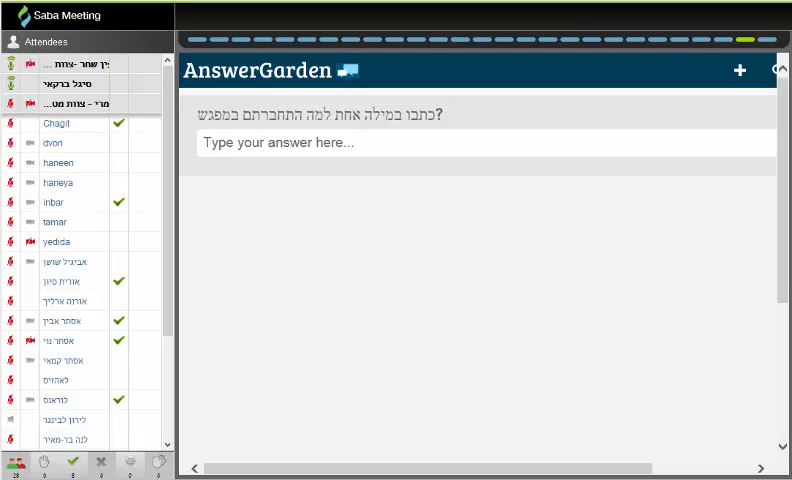 Saba Meeting
Attendees
סיגל ברקאי
Chagit
dvori
haneen
haneya
inbar
tamar
yedida
אביגיל שושן
אורית סיון
אורנה ארליך
אסתר אבין
אסתר נוי
אסתר קמאי
לאהזיס
לוראנס
לירון לבינגר
לנה בר-מאיר
28 0 8 0 0 0
AnswerGarden
כתבו במילה אחת למה התחברתם במפגש?
Type your answer here...